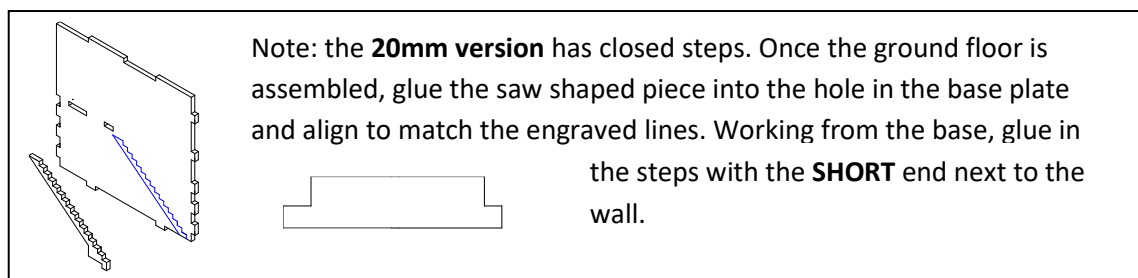 Note: the 20mm version has closed steps. Once the ground floor is
assembled, glue the saw shaped piece into the hole in the base plate
and align to match the engraved lines. Working from the base, glue in
the steps with the SHORT end next to the
wall.